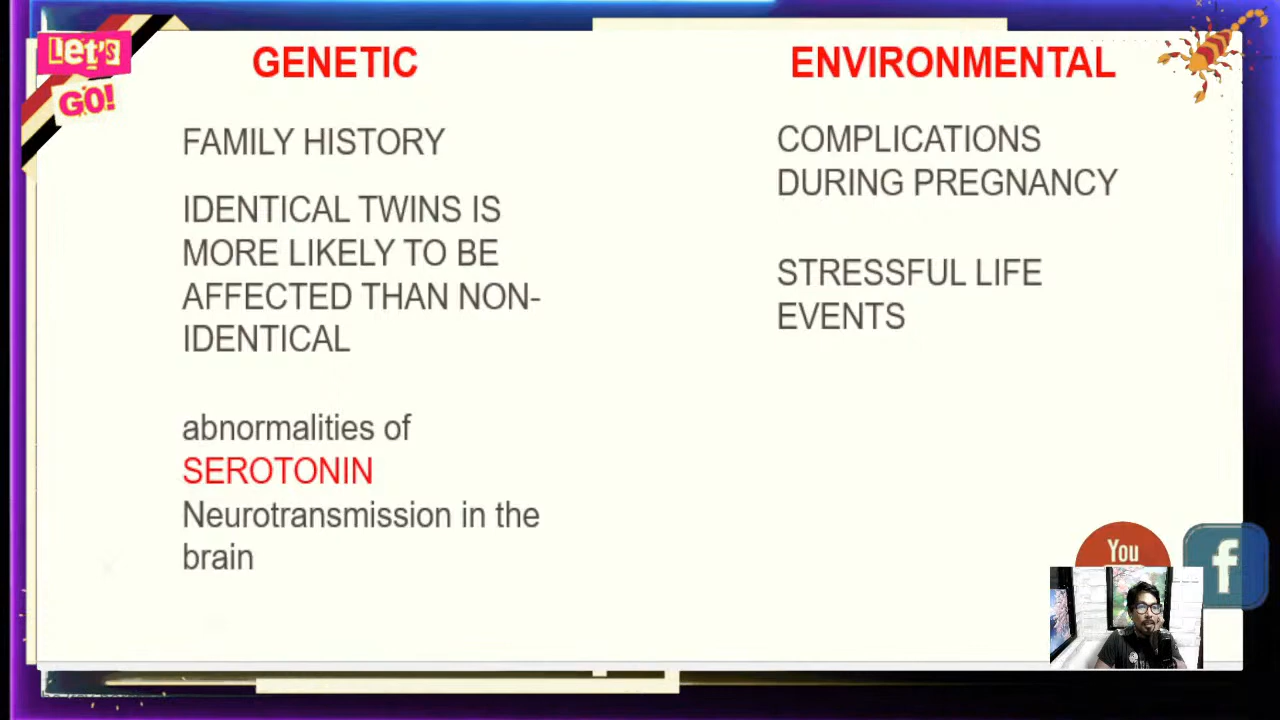 LET'S
GO!
GENETIC
FAMILY HISTORY
IDENTICAL TWINS IS
MORE LIKELY TO BE
AFFECTED THAN NON-
IDENTICAL
abnormalities of
SEROTONIN
Neurotransmission in the
brain
ENVIRONMENTAL
COMPLICATIONS
DURING PREGNANCY
STRESSFUL LIFE
EVENTS
You
f